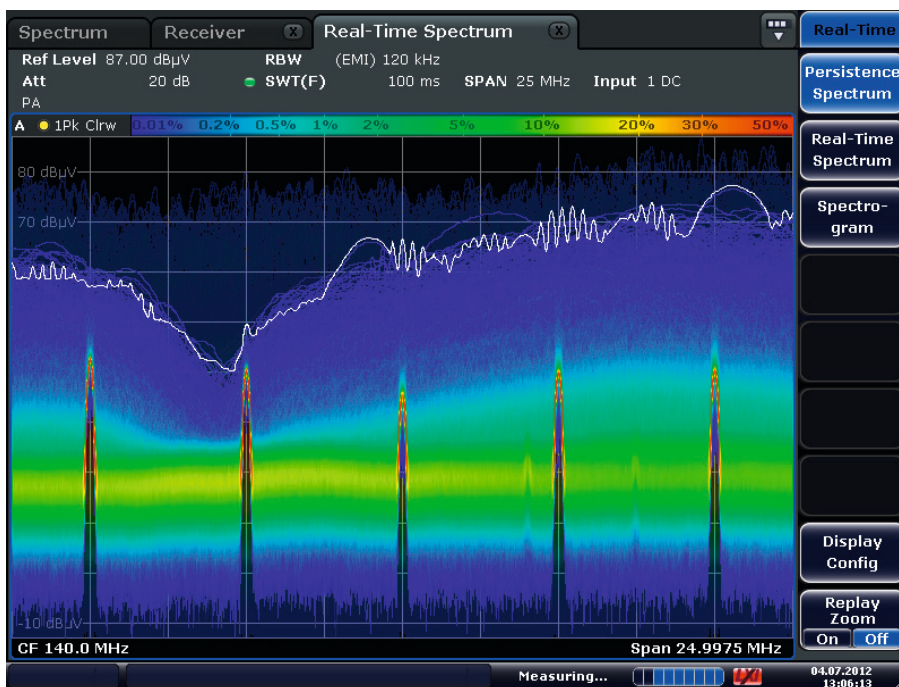 Spectrum Receiver X Real-Time Spectrum X
Ref Level 87.00 dBµV RBW (EMI) 120 kHz
Att 20 dB SWT(F) 100 ms SPAN 25 MHz Input 1 DC
PA
A 1Pk Clrw 0.01% 0.2% 0.5% 1% 2% 5% 10% 20% 30% 50%
80 dBµV
70 dBµV
-10 dBµV
CF 140.0 MHz Span 24.9975 MHz
Measuring... LXI 04.07.2012
13:06:13
Real-Time
Persistence
Spectrum
Real-Time
Spectrum
Spectro-
gram
Display
Config
Replay
Zoom
On Off